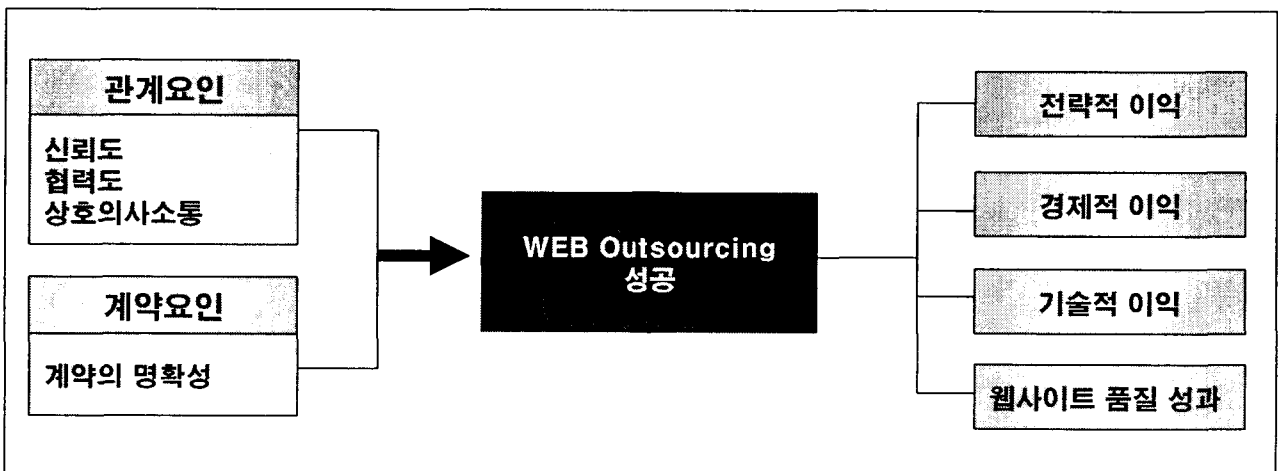 관계요인
신뢰도
협력도
상호의사소통
계약요인
계약의 명확성
WEB Outsourcing
성공
전략적 이익
경제적 이익
기술적 이익
웹사이트 품질 성과